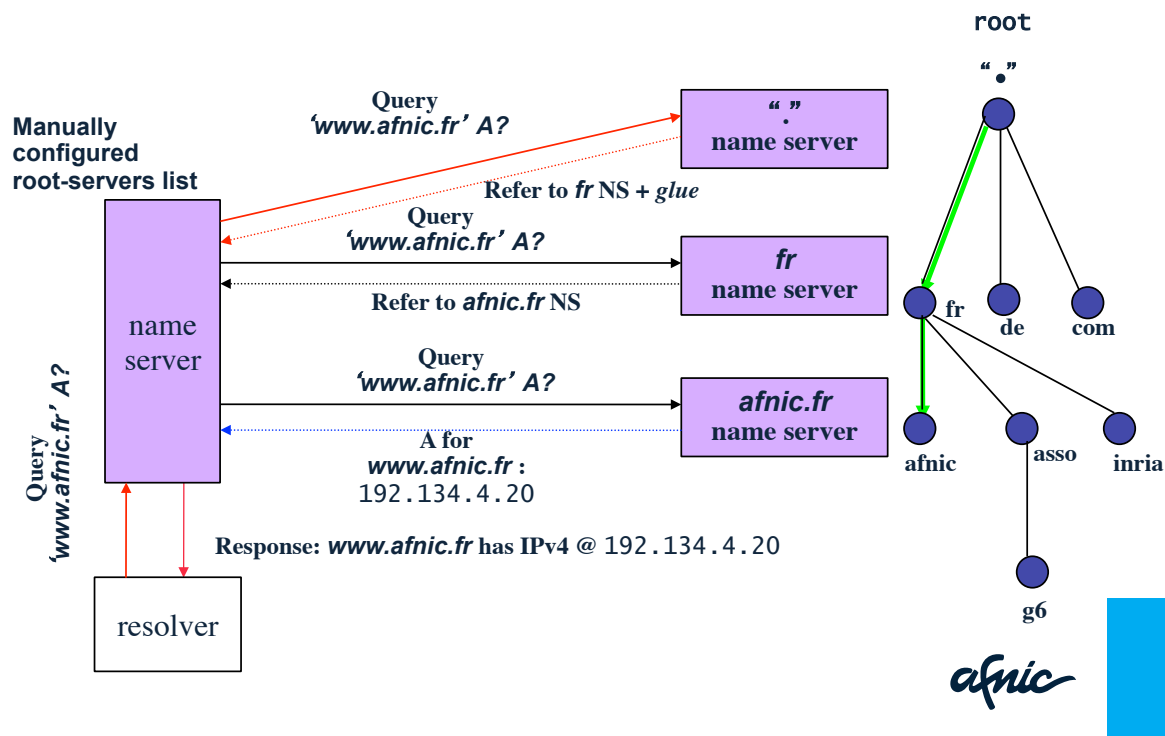 root
“.”
Manually
configured
root-servers list
Query
‘www.afnic.fr’ A?
“.”
name server
Refer to fr NS + glue
Query
‘www.afnic.fr’ A?
fr
name server
Refer to afnic.fr NS
name
server
Query
‘www.afnic.fr’ A?
afnic.fr
name server
A for
www.afnic.fr :
192.134.4.20
Query
‘www.afnic.fr’ A?
Response: www.afnic.fr has IPv4 @ 192.134.4.20
resolver
fr
de
com
afnic
asso
inria
g6
afnic